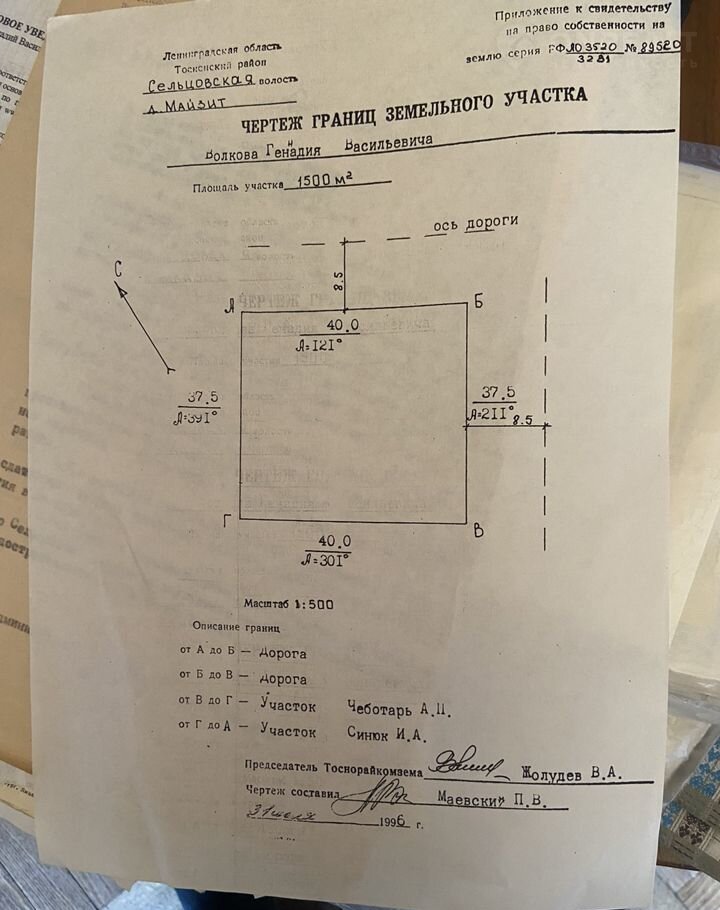 Приложение к свидетельству
на право собственности на
землю серия РФ ЛО 3520 № 89520
3281
Ленинградская область
Тосненский район
Сельцовская волость
д. Майзит
ЧЕРТЕЖ ГРАНИЦ ЗЕМЕЛЬНОГО УЧАСТКА
Волкова Генадия Васильевича
н
Площадь участка 1500 м²
ось дороги
С
8.5
А
Б
40.0
А=121°
37.5
А=391°
37.5
А=211°
8.5
Г
В
40.0
А=301°
Масштаб 1:500
Описание границ
от А до Б — Дорога
от Б до В — Дорога
от В до Г — Участок Чеботарь А.П.
от Г до А — Участок Синюк И.А.
Председатель Тоснорайкомзема Жолудев В.А.
Чертеж составил Маевский П.В.
31 1996 г.